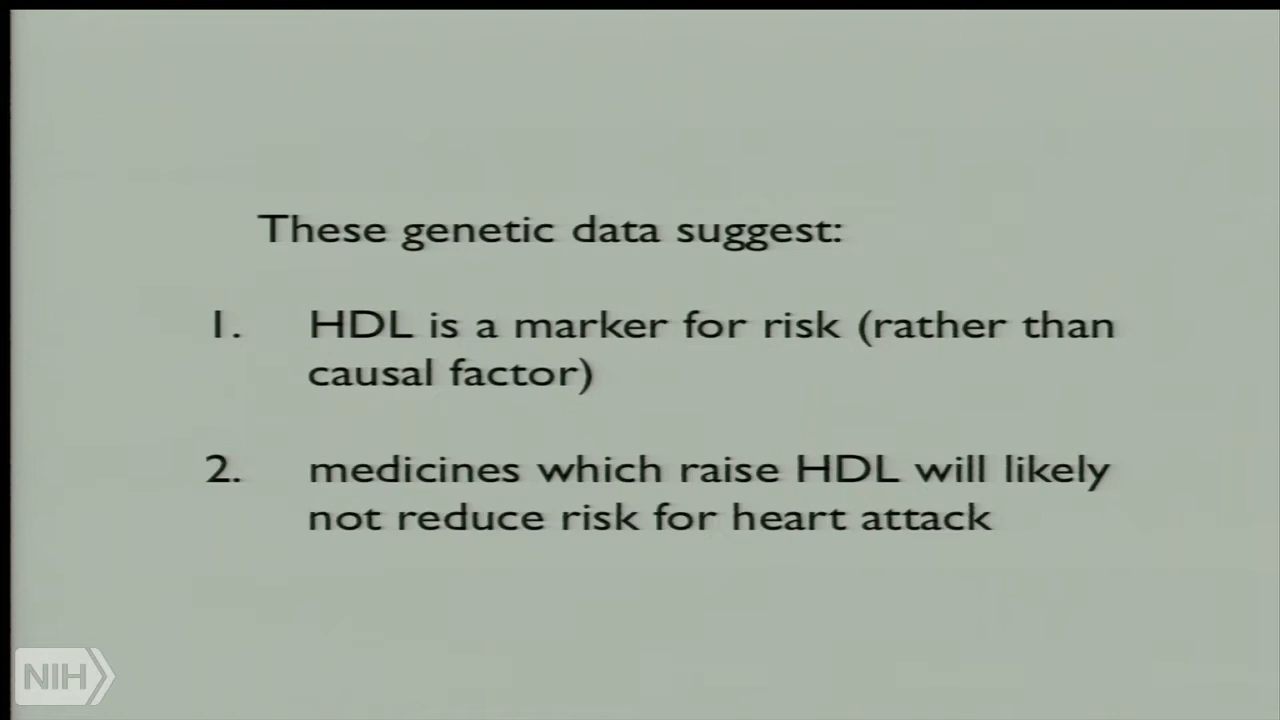 These genetic data suggest:
1. HDL is a marker for risk (rather than
causal factor)
2. medicines which raise HDL will likely
not reduce risk for heart attack
NIH